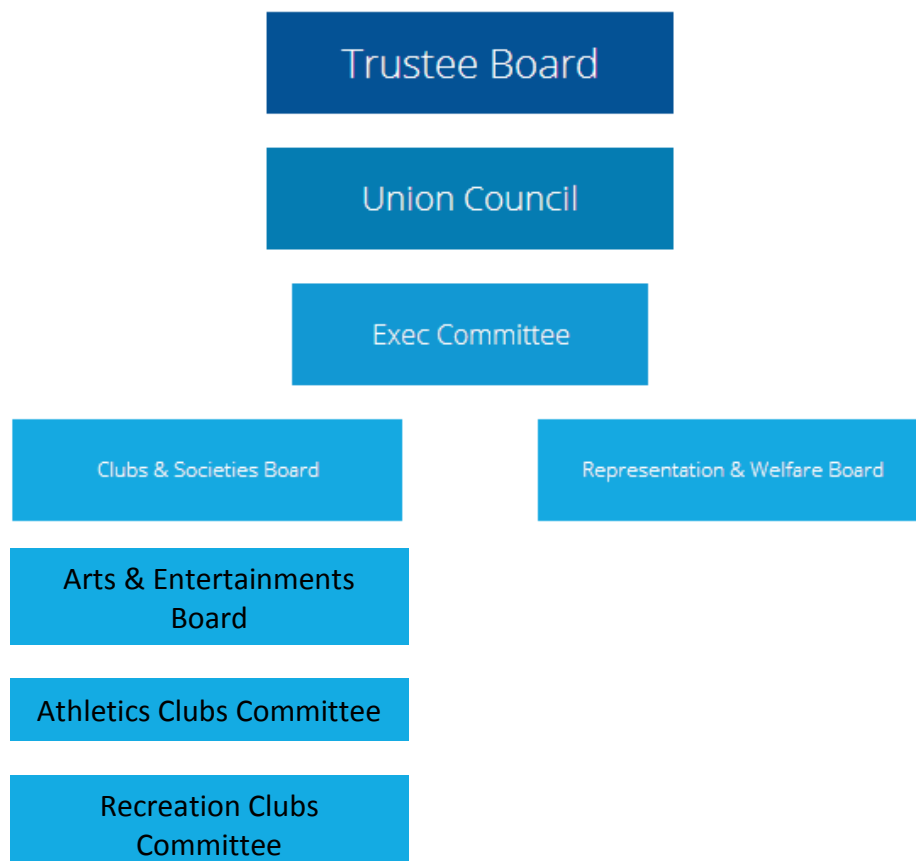 Trustee Board
Union Council
Exec Committee
Clubs & Societies Board
Representation & Welfare Board
Arts & Entertainments
Board
Athletics Clubs Committee
Recreation Clubs
Committee